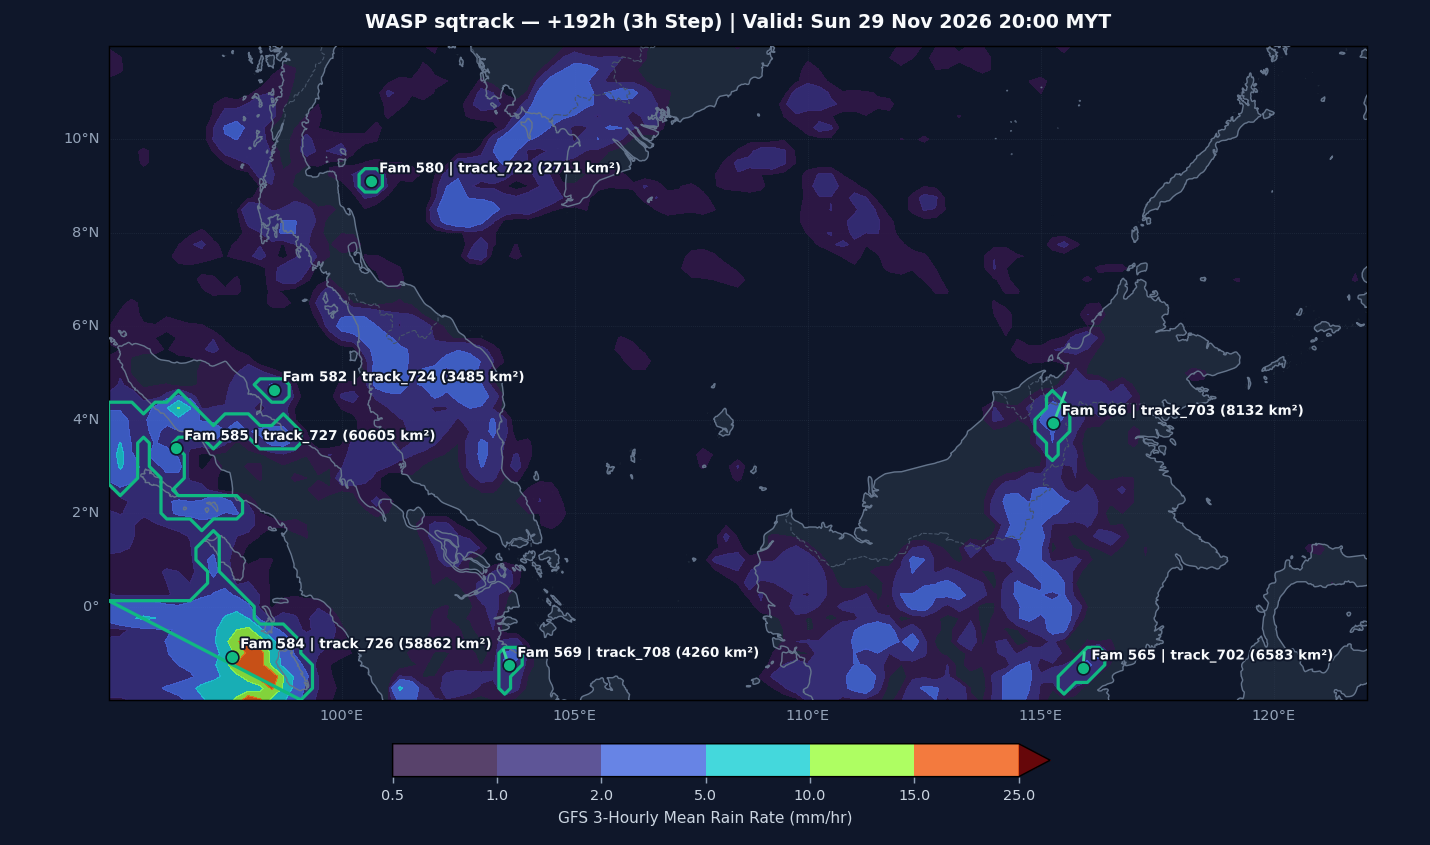 WASP sqtrack — +192h (3h Step) | Valid: Sun 29 Nov 2026 20:00 MYT
10°N
8°N
6°N
4°N
2°N
0°
Fam 580 | track_722 (2711 km²)
Fam 582 | track_724 (3485 km²)
Fam 566 | track_703 (8132 km²)
Fam 585 | track_727 (60605 km²)
Fam 584 | track_726 (58862 km²)
Fam 569 | track_708 (4260 km²)
Fam 565 | track_702 (6583 km²)
100°E
105°E
110°E
115°E
120°E
0.5
1.0
2.0
5.0
10.0
15.0
25.0
GFS 3-Hourly Mean Rain Rate (mm/hr)